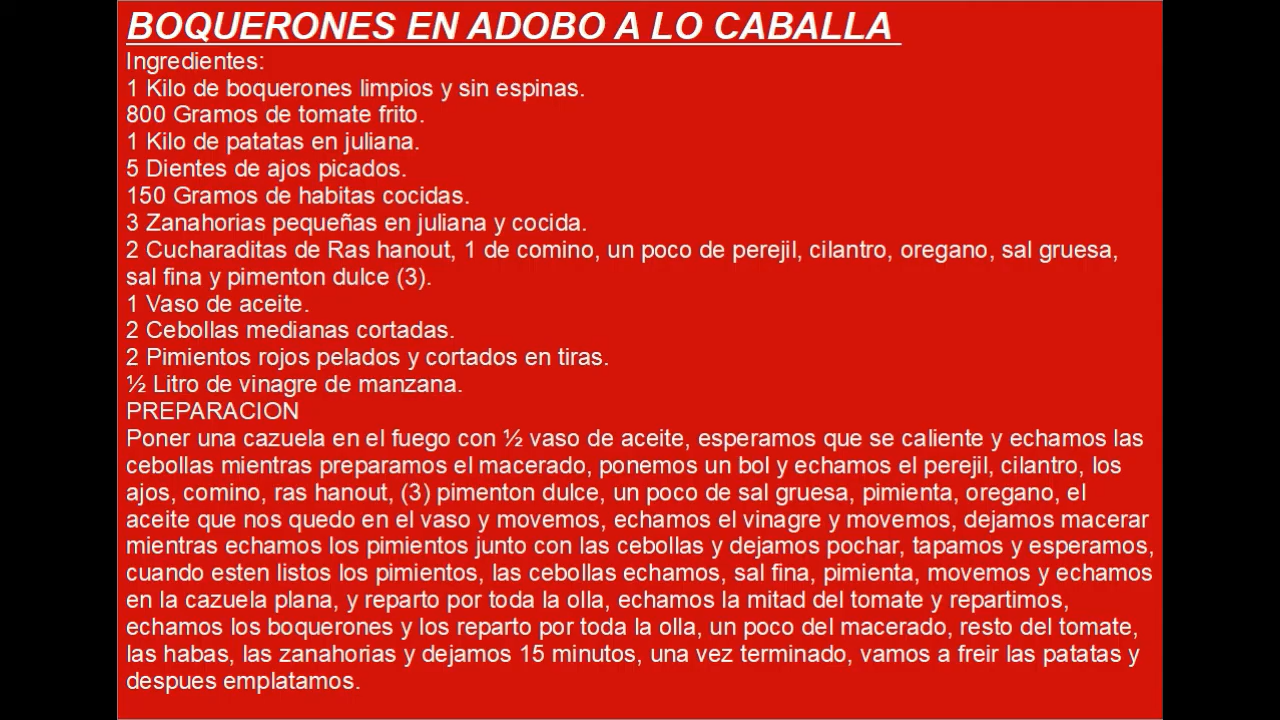 BOQUERONES EN ADOBO A LO CABALLA
Ingredientes:
1 Kilo de boquerones limpios y sin espinas.
800 Gramos de tomate frito.
1 Kilo de patatas en juliana.
5 Dientes de ajos picados.
150 Gramos de habitas cocidas.
3 Zanahorias pequeñas en juliana y cocida.
2 Cucharaditas de Ras hanout, 1 de comino, un poco de perejil, cilantro, oregano, sal gruesa,
sal fina y pimenton dulce (3).
1 Vaso de aceite.
2 Cebollas medianas cortadas.
2 Pimientos rojos pelados y cortados en tiras.
½ Litro de vinagre de manzana.
PREPARACION
Poner una cazuela en el fuego con ½ vaso de aceite, esperamos que se caliente y echamos las
cebollas mientras preparamos el macerado, ponemos un bol y echamos el perejil, cilantro, los
ajos, comino, ras hanout, (3) pimenton dulce, un poco de sal gruesa, pimienta, oregano, el
aceite que nos quedo en el vaso y movemos, echamos el vinagre y movemos, dejamos macerar
mientras echamos los pimientos junto con las cebollas y dejamos pochar, tapamos y esperamos,
cuando esten listos los pimientos, las cebollas echamos, sal fina, pimienta, movemos y echamos
en la cazuela plana, y reparto por toda la olla, echamos la mitad del tomate y repartimos,
echamos los boquerones y los reparto por toda la olla, un poco del macerado, resto del tomate,
las habas, las zanahorias y dejamos 15 minutos, una vez terminado, vamos a freir las patatas y
despues emplatamos.